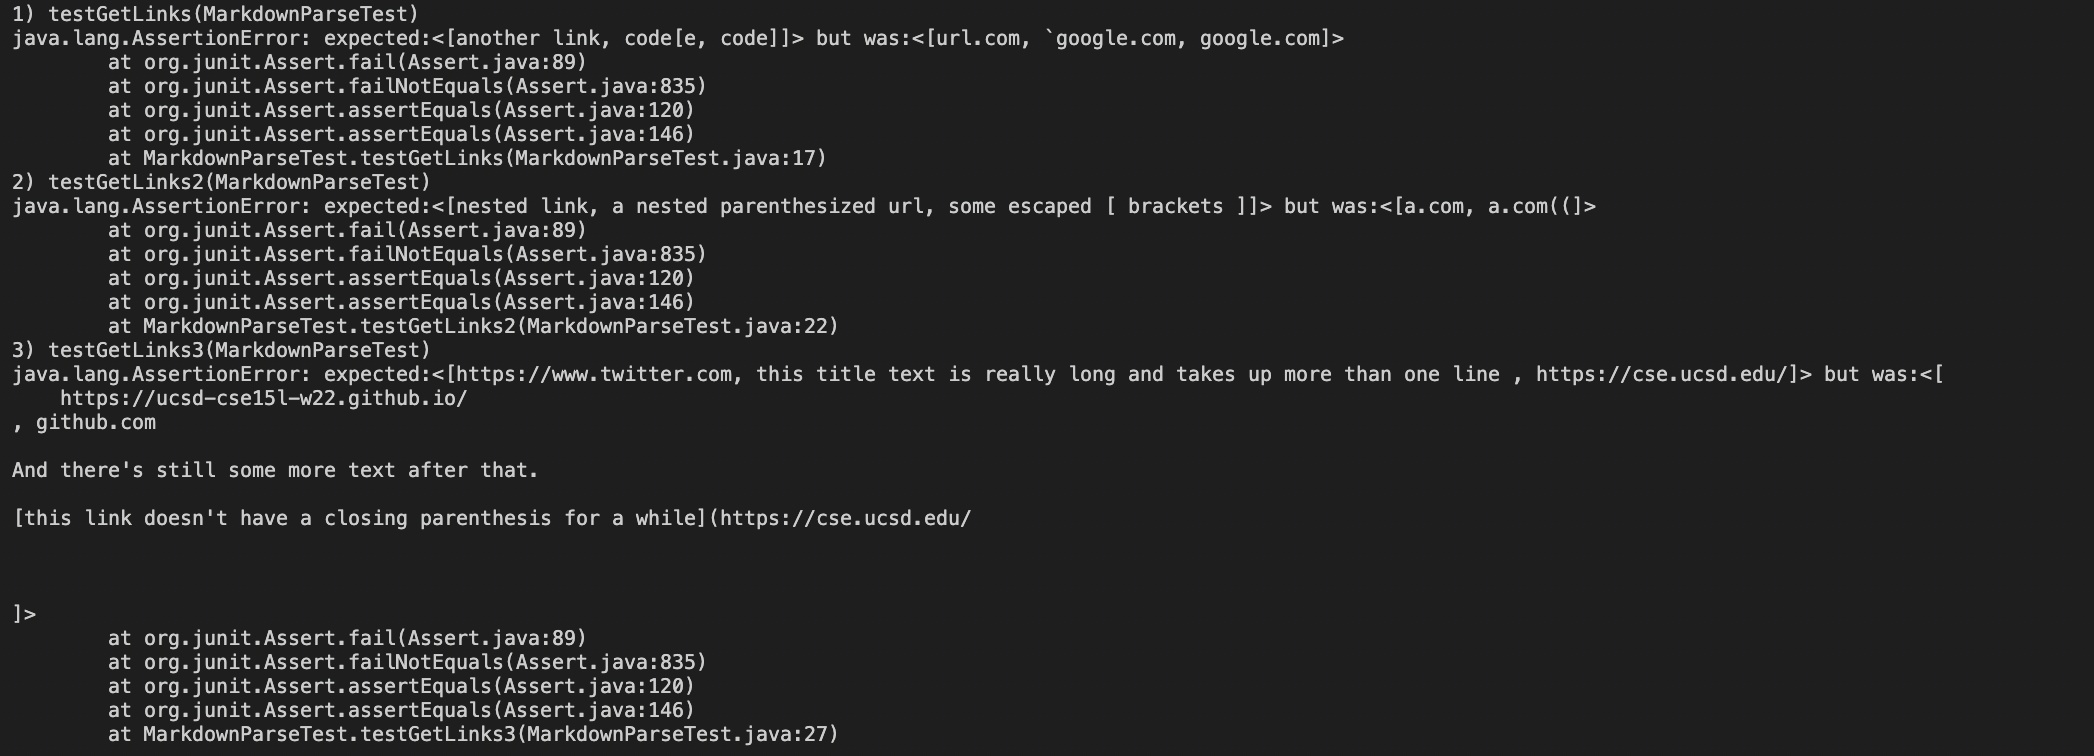 1) testGetLinks(MarkdownParseTest)
java.lang.AssertionError: expected:<[another link, code[e, code]]> but was:<[url.com, `google.com, google.com]>
        at org.junit.Assert.fail(Assert.java:89)
        at org.junit.Assert.failNotEquals(Assert.java:835)
        at org.junit.Assert.assertEquals(Assert.java:120)
        at org.junit.Assert.assertEquals(Assert.java:146)
        at MarkdownParseTest.testGetLinks(MarkdownParseTest.java:17)
2) testGetLinks2(MarkdownParseTest)
java.lang.AssertionError: expected:<[nested link, a nested parenthesized url, some escaped [ brackets ]]> but was:<[a.com, a.com((]>
        at org.junit.Assert.fail(Assert.java:89)
        at org.junit.Assert.failNotEquals(Assert.java:835)
        at org.junit.Assert.assertEquals(Assert.java:120)
        at org.junit.Assert.assertEquals(Assert.java:146)
        at MarkdownParseTest.testGetLinks2(MarkdownParseTest.java:22)
3) testGetLinks3(MarkdownParseTest)
java.lang.AssertionError: expected:<[https://www.twitter.com, this title text is really long and takes up more than one line , https://cse.ucsd.edu/]> but was:<[
    https://ucsd-cse15l-w22.github.io/
, github.com

And there's still some more text after that.

[this link doesn't have a closing parenthesis for a while](https://cse.ucsd.edu/



]>
        at org.junit.Assert.fail(Assert.java:89)
        at org.junit.Assert.failNotEquals(Assert.java:835)
        at org.junit.Assert.assertEquals(Assert.java:120)
        at org.junit.Assert.assertEquals(Assert.java:146)
        at MarkdownParseTest.testGetLinks3(MarkdownParseTest.java:27)